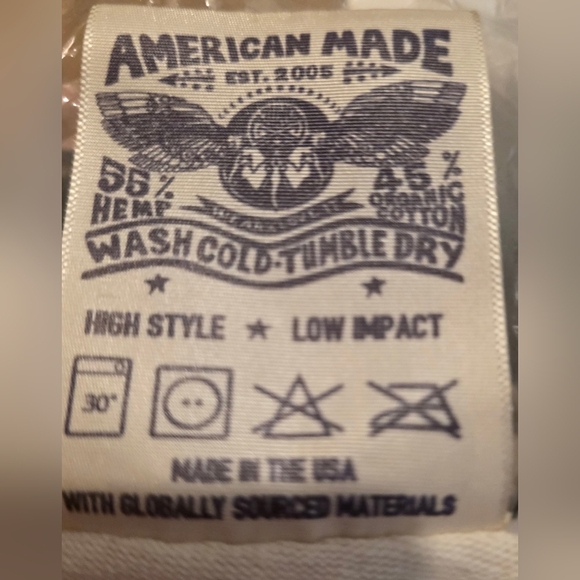 AMERICAN MADE
EST. 2005
55%
HEMP
45%
ORGANIC
COTTON
WASH COLD·TUMBLE DRY
HIGH STYLE ★ LOW IMPACT
30°
MADE IN THE USA
WITH GLOBALLY SOURCED MATERIALS